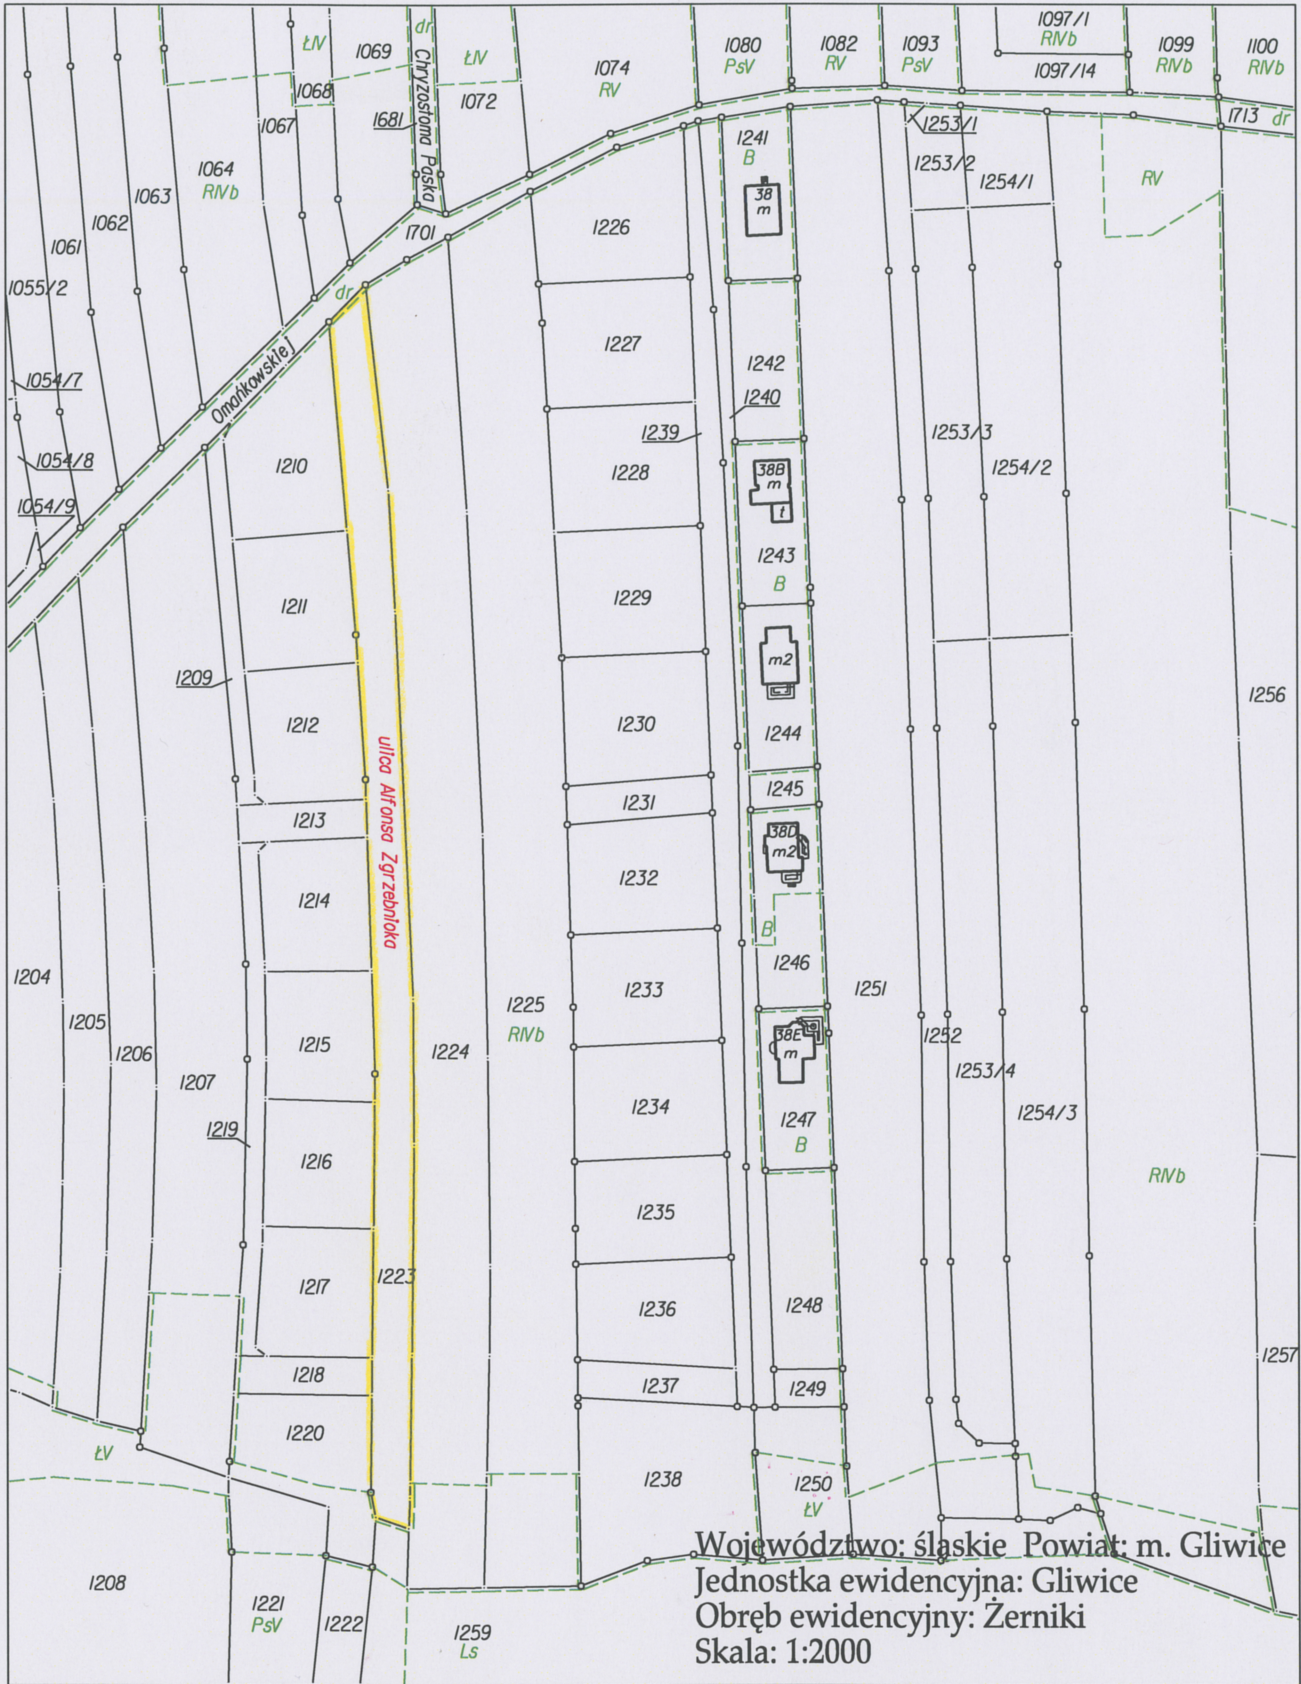 1097/1
RIVb
1069
dr
ŁIV
ŁIV
1080
PsV
1082
RV
1093
PsV
1099
RIVb
1100
RIVb
1074
RV
1097/14
1068
1072
1067
1681
Chryzostoma Paska
1713
dr
1253/1
1241
B
1253/2
1064
RIVb
1254/1
RV
1063
38
m
1062
1226
1701
1061
1055/2
dr
1227
1242
Omańkowskiej
1054/7
1240
1239
1253/3
1054/8
1210
1228
38B
m
t
1254/2
1054/9
1243
B
1211
1229
m2
1209
1256
1212
1230
1244
ulica Alfonsa Zgrzebnioka
1245
1231
1213
38D
m2
1232
1214
B
1246
1204
1233
1251
1225
RIVb
1205
1215
1224
38E
m
1252
1206
1207
1253/4
1234
1254/3
1247
B
1219
1216
RIVb
1235
1223
1217
1236
1248
1257
1218
1237
1249
1220
ŁV
1238
1250
ŁV
1208
1221
PsV
1222
1259
Ls
Województwo: śląskie Powiat: m. Gliwice
Jednostka ewidencyjna: Gliwice
Obręb ewidencyjny: Żerniki
Skala: 1:2000